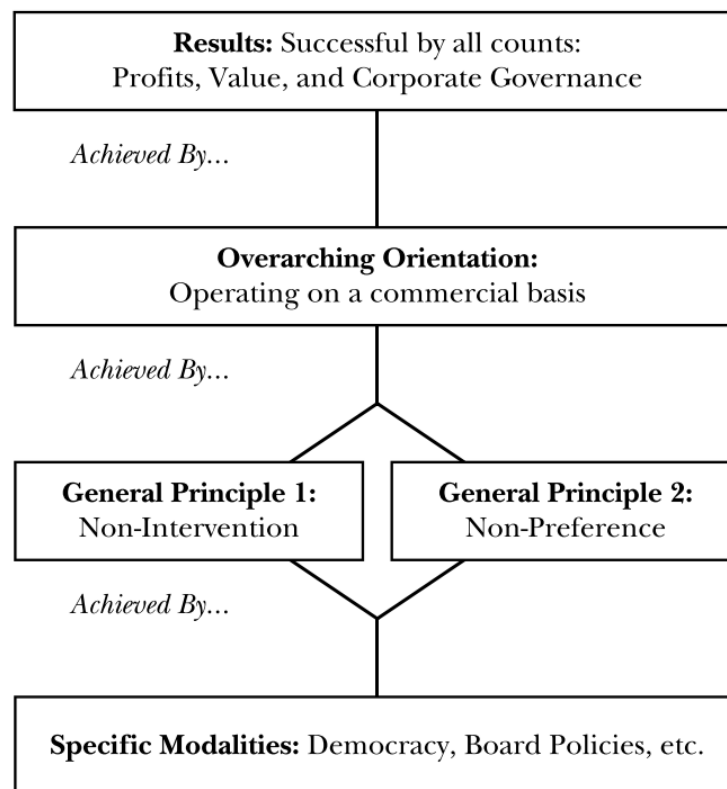 Results: Successful by all counts:
Profits, Value, and Corporate Governance
Achieved By...
Overarching Orientation:
Operating on a commercial basis
Achieved By...
General Principle 1:
Non-Intervention
General Principle 2:
Non-Preference
Achieved By...
Specific Modalities: Democracy, Board Policies, etc.